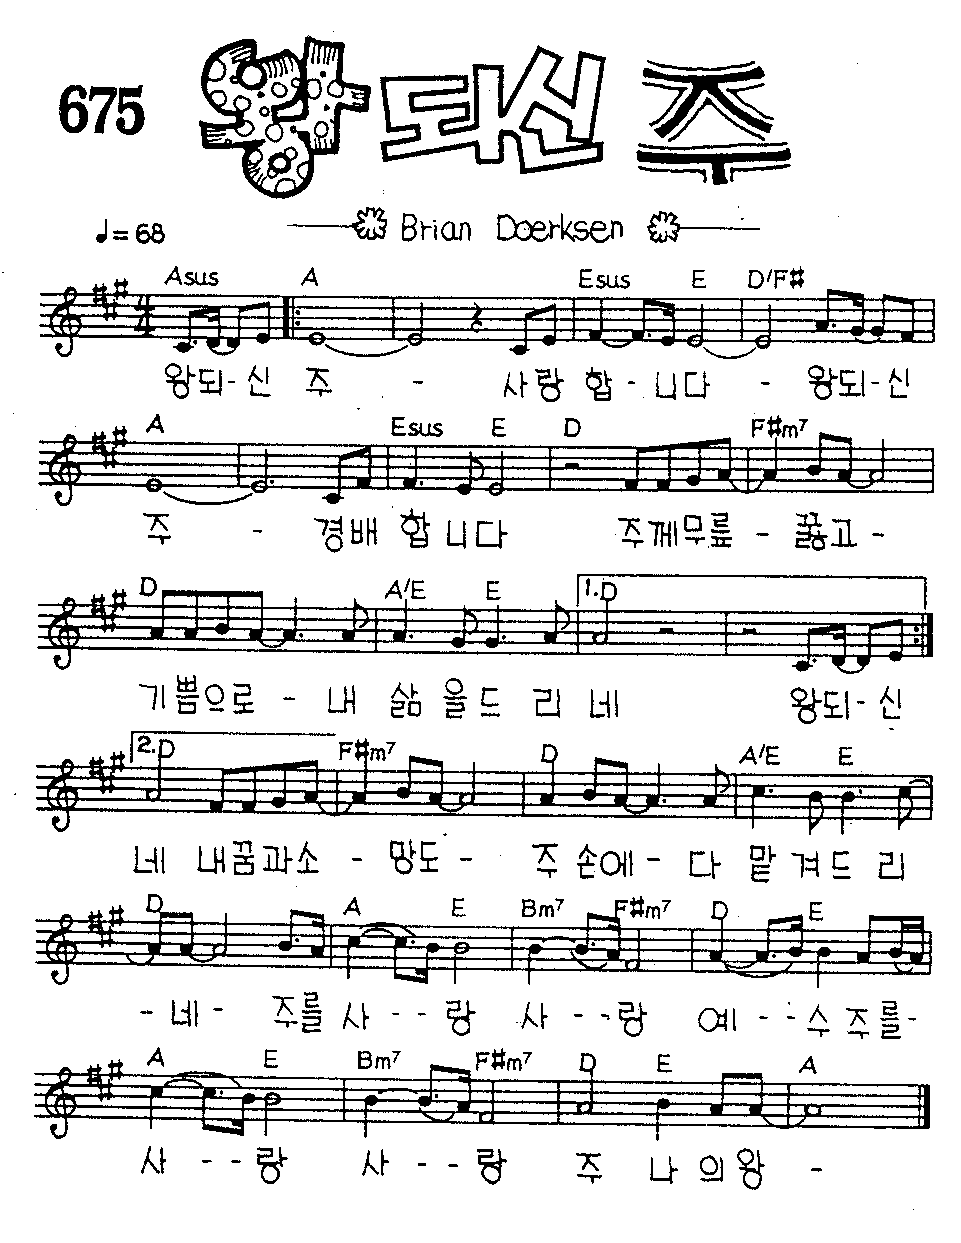 675 왕 되신 주
♩= 68 Brian Doerksen
Asus A Esus E D/F#
왕되-신 주 - 사랑 합 - 니다 - 왕되-신
A Esus E D F#m7
주 - 경배 합 니다 주께무릎 - 꿇고 -
D A/E E 1.D
기쁨으로 - 내 삶 을드 리 네 왕되-신
2.D F#m7 D A/E E
네 내꿈과소 - 망도 - 주 손에 - 다 맡 겨드 리
D A E Bm7 F#m7 D E
- 네 - 주를 사 - - 랑 사 - - 랑 예 - - 수 주를-
A E Bm7 F#m7 D E A
사 - - 랑 사 - - 랑 주 나 의왕 -